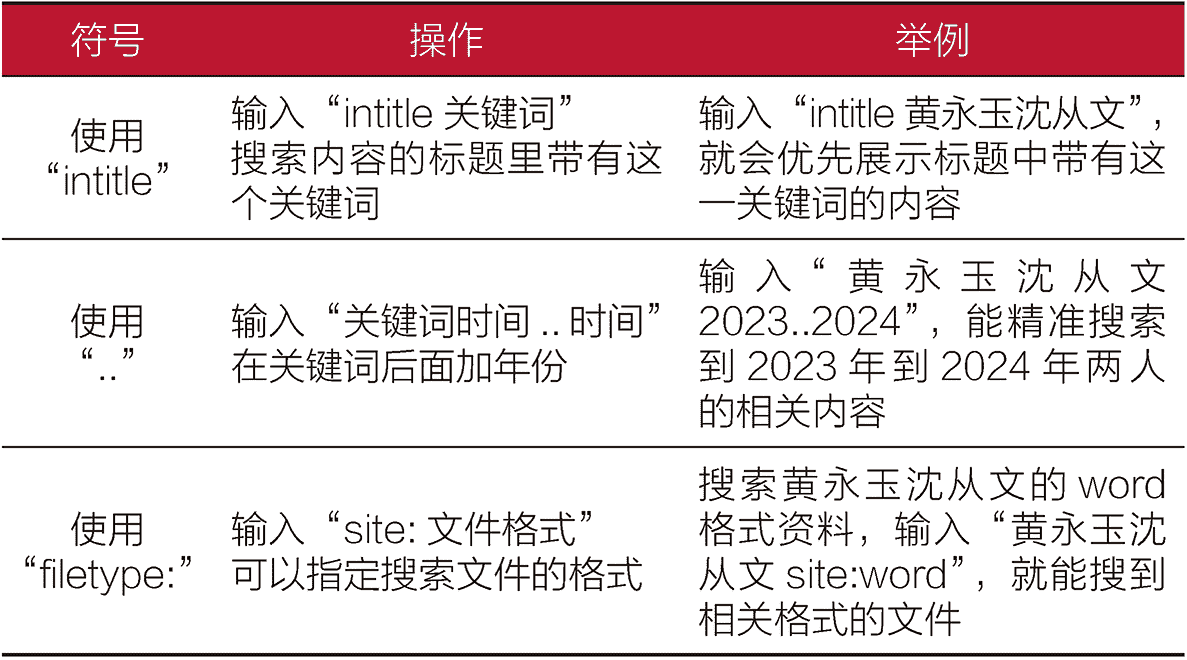 符号 操作 举例
使用
“intitle”
输入“intitle 关键词”
搜索内容的标题里带有这
个关键词
输入“intitle 黄永玉沈从文”，
就会优先展示标题中带有这
一关键词的内容
使用
“..”
输入“关键词时间 .. 时间”
在关键词后面加年份
输入“黄永玉沈从文
2023..2024”，能精准搜索
到 2023 年到 2024 年两人
的相关内容
使用
“filetype:”
输入“site: 文件格式”
可以指定搜索文件的格式
搜索黄永玉沈从文的 word
格式资料，输入“黄永玉沈
从文 site:word”，就能搜到
相关格式的文件